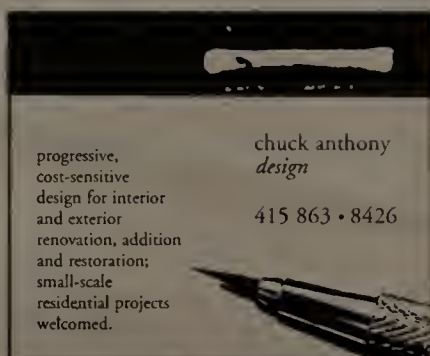 progressive,
cost-sensitive
design for interior
and exterior
renovation, addition
and restoration;
small-scale
residential projects
welcomed.
chuck anthony
design
415 863 • 8426